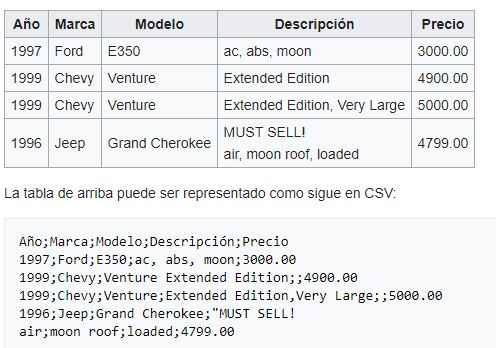 Año Marca Modelo Descripción Precio
1997 Ford E350 ac, abs, moon 3000.00
1999 Chevy Venture Extended Edition 4900.00
1999 Chevy Venture Extended Edition, Very Large 5000.00
1996 Jeep Grand Cherokee MUST SELL!
air, moon roof, loaded 4799.00
La tabla de arriba puede ser representado como sigue en CSV:
Año;Marca;Modelo;Descripción;Precio
1997;Ford;E350;ac, abs, moon;3000.00
1999;Chevy;Venture Extended Edition;;4900.00
1999;Chevy;Venture;Extended Edition,Very Large;;5000.00
1996;Jeep;Grand Cherokee;"MUST SELL!
air;moon roof;loaded;4799.00